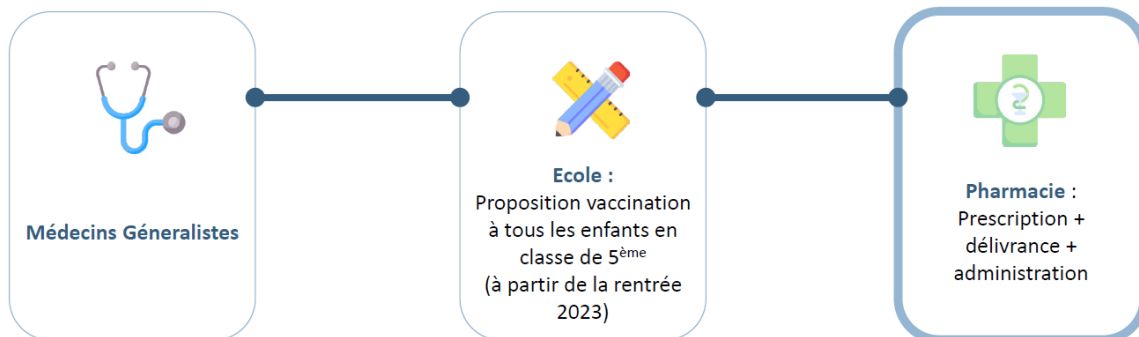 Médecins Géneralistes
Ecole :
Proposition vaccination
à tous les enfants en
classe de 5ème
(à partir de la rentrée
2023)
Pharmacie :
Prescription +
délivrance +
administration